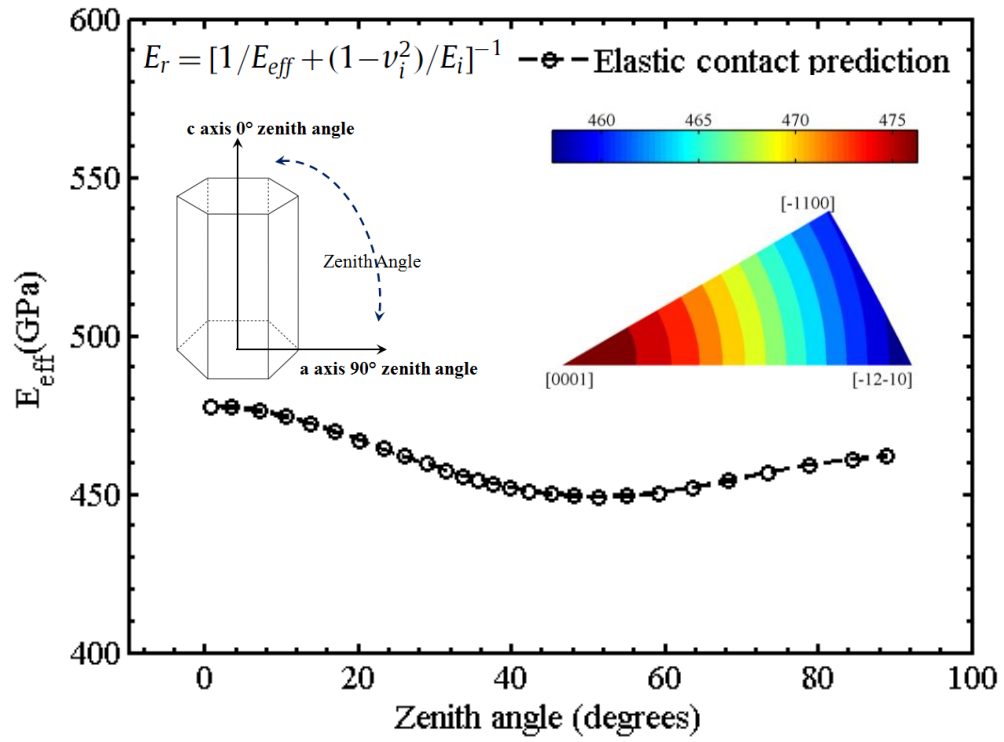 E_r = [1/E_eff + (1−ν_i^2)/E_i]^−1
Elastic contact prediction
c axis 0° zenith angle
Zenith Angle
a axis 90° zenith angle
460 465 470 475
[-1100]
[0001] [-12-10]
E_eff(GPa)
600
550
500
450
400
0 20 40 60 80 100
Zenith angle (degrees)